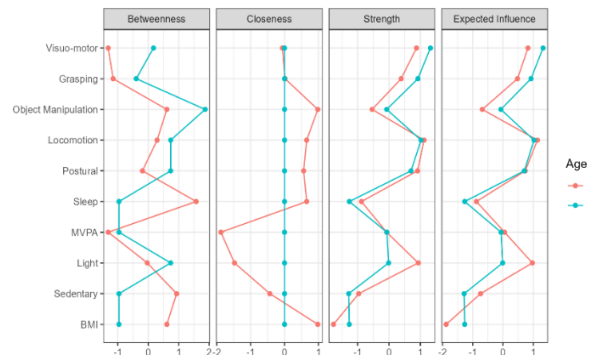 Betweenness Closeness Strength Expected Influence
Visuo-motor
Grasping
Object Manipulation
Locomotion
Postural
Sleep
MVPA
Light
Sedentary
BMI
Age
-1 0 1 2 -2 -1 0 1 -1 0 1 -2 -1 0 1